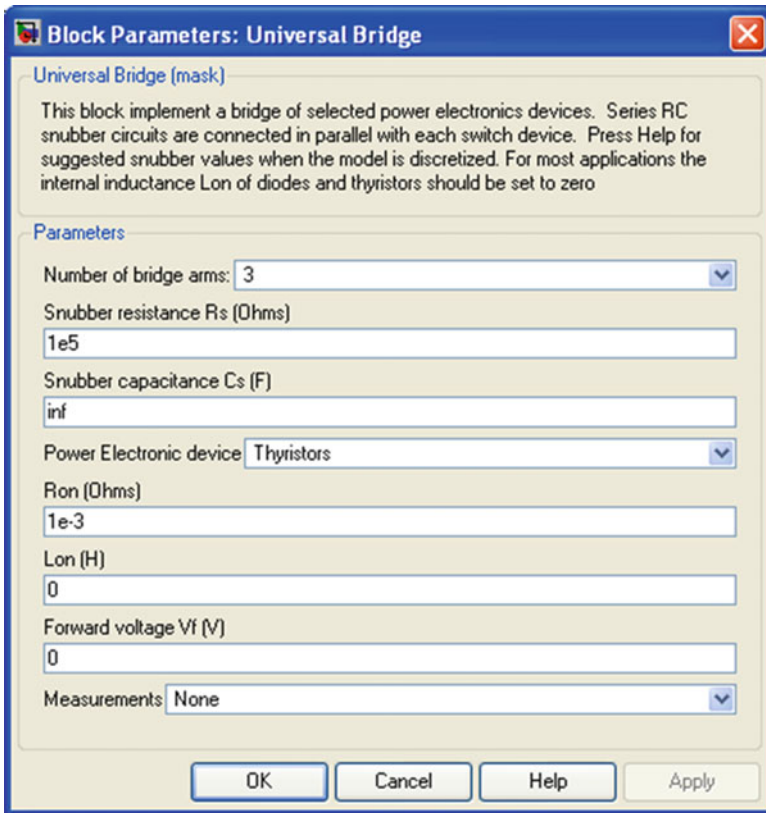 Block Parameters: Universal Bridge
Universal Bridge (mask)
This block implement a bridge of selected power electronics devices.  Series RC
snubber circuits are connected in parallel with each switch device.  Press Help for
suggested snubber values when the model is discretized. For most applications the
internal inductance Lon of diodes and thyristors should be set to zero
Parameters
Number of bridge arms: 3
Snubber resistance Rs (Ohms)
1e5
Snubber capacitance Cs (F)
inf
Power Electronic device Thyristors
Ron (Ohms)
1e-3
Lon (H)
0
Forward voltage Vf (V)
0
Measurements None
OK Cancel Help Apply